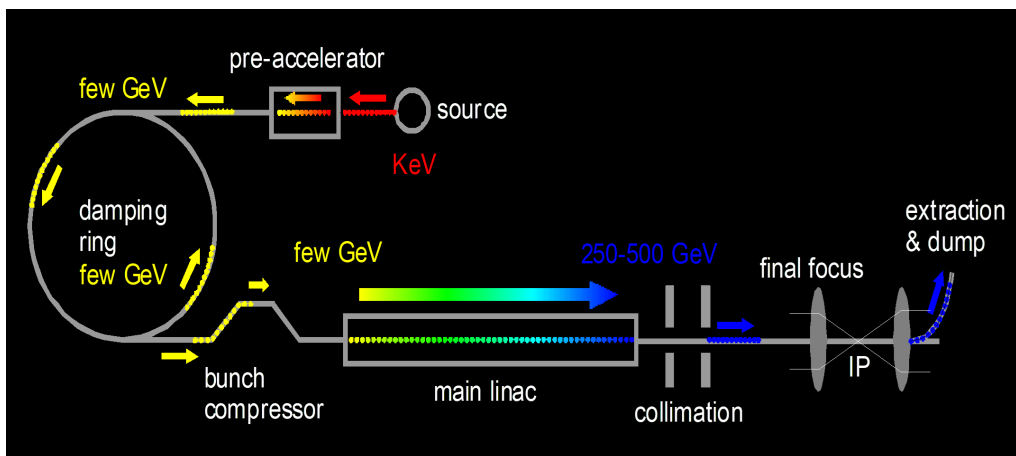 pre-accelerator
few GeV
source
KeV
damping
ring
few GeV
few GeV
250-500 GeV
extraction
& dump
final focus
IP
bunch
compressor
main linac
collimation